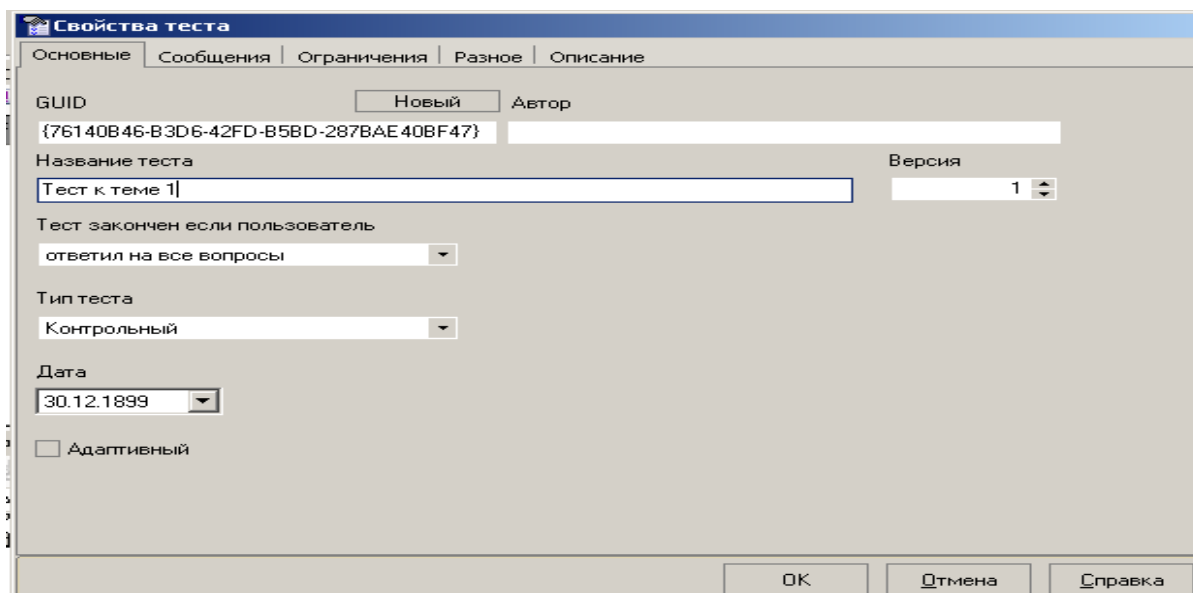 Свойства теста
Основные Сообщения Ограничения Разное Описание
GUID Новый Автор
{76140B46-B3D6-42FD-B5BD-287BAE40BF47}
Название теста Версия
Тест к теме 1 1
Тест закончен если пользователь
ответил на все вопросы
Тип теста
Контрольный
Дата
30.12.1899
Адаптивный
OK Отмена Справка